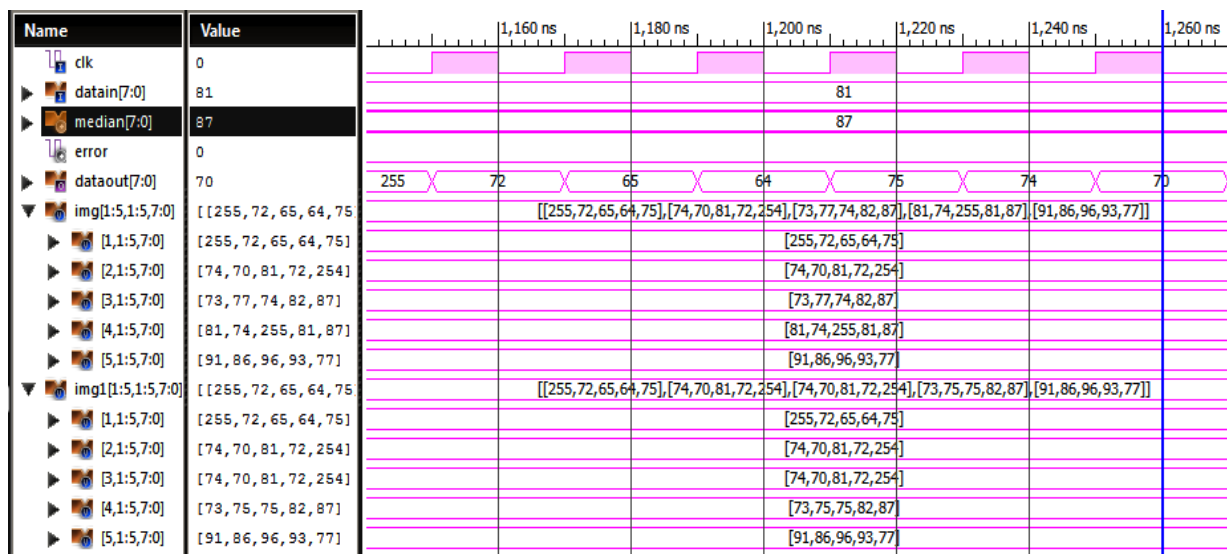 Name Value 1,160 ns 1,180 ns 1,200 ns 1,220 ns 1,240 ns 1,260 ns
clk 0
datain[7:0] 81 81
median[7:0] 87 87
error 0
dataout[7:0] 70 255 72 65 64 75 74 70
img[1:5,1:5,7:0] [[255,72,65,64,75 [[255,72,65,64,75],[74,70,81,72,254],[73,77,74,82,87],[81,74,255,81,87],[91,86,96,93,77]]
[1,1:5,7:0] [255,72,65,64,75] [255,72,65,64,75]
[2,1:5,7:0] [74,70,81,72,254] [74,70,81,72,254]
[3,1:5,7:0] [73,77,74,82,87] [73,77,74,82,87]
[4,1:5,7:0] [81,74,255,81,87] [81,74,255,81,87]
[5,1:5,7:0] [91,86,96,93,77] [91,86,96,93,77]
img1[1:5,1:5,7:0] [[255,72,65,64,75 [[255,72,65,64,75],[74,70,81,72,254],[74,70,81,72,254],[73,75,75,82,87],[91,86,96,93,77]]
[1,1:5,7:0] [255,72,65,64,75] [255,72,65,64,75]
[2,1:5,7:0] [74,70,81,72,254] [74,70,81,72,254]
[3,1:5,7:0] [74,70,81,72,254] [74,70,81,72,254]
[4,1:5,7:0] [73,75,75,82,87] [73,75,75,82,87]
[5,1:5,7:0] [91,86,96,93,77] [91,86,96,93,77]